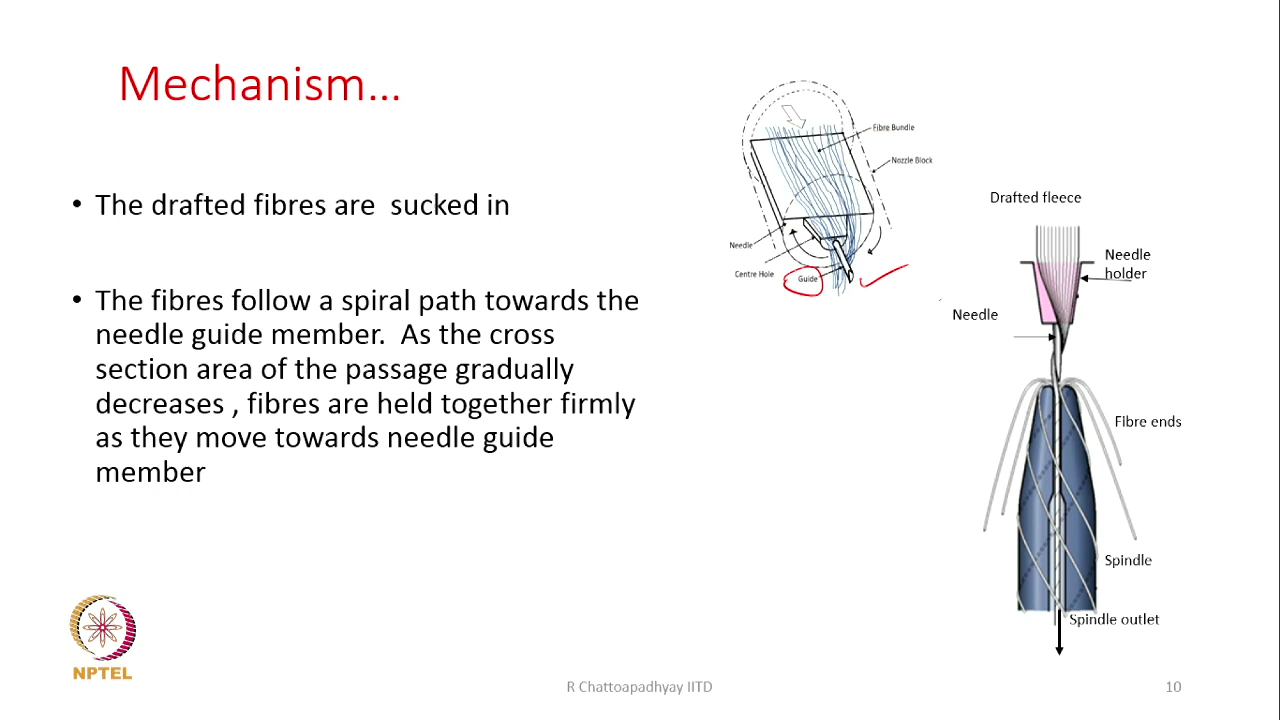 Mechanism...
• The drafted fibres are sucked in
• The fibres follow a spiral path towards the
needle guide member. As the cross
section area of the passage gradually
decreases , fibres are held together firmly
as they move towards needle guide
member
Fibre Bundle
Nozzle Block
Needle
Centre Hole
Guide
Drafted fleece
Needle
holder
Needle
FIbre ends
Spindle
Spindle outlet
NPTEL
R Chattoapadhyay IITD
10